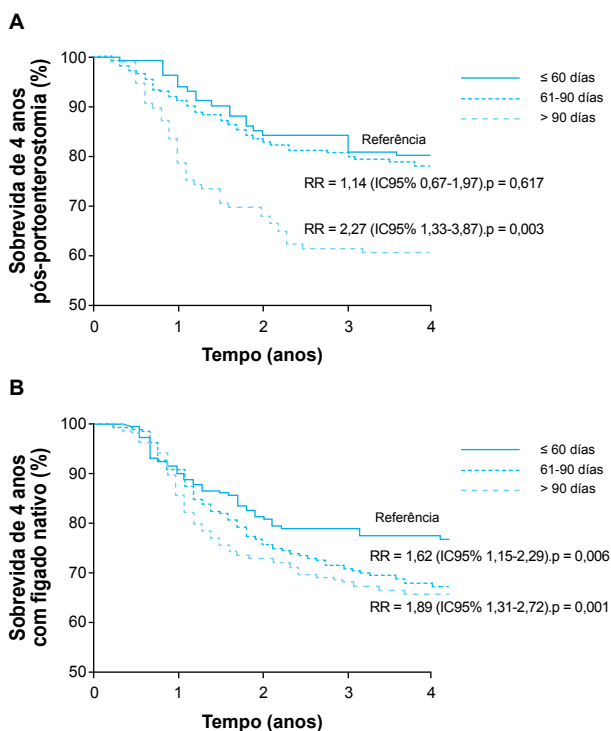 A
Sobrevida de 4 anos
pós-portoenterostomia (%)
100
90
80
70
60
50
≤ 60 días
61-90 días
> 90 días
Referência
RR = 1,14 (IC95% 0,67-1,97).p = 0,617
RR = 2,27 (IC95% 1,33-3,87).p = 0,003
0
1
2
3
4
Tempo (anos)
B
Sobrevida de 4 anos
com figado nativo (%)
100
90
80
70
60
50
≤ 60 días
61-90 días
> 90 días
Referência
RR = 1,62 (IC95% 1,15-2,29).p = 0,006
RR = 1,89 (IC95% 1,31-2,72).p = 0,001
0
1
2
3
4
Tempo (anos)